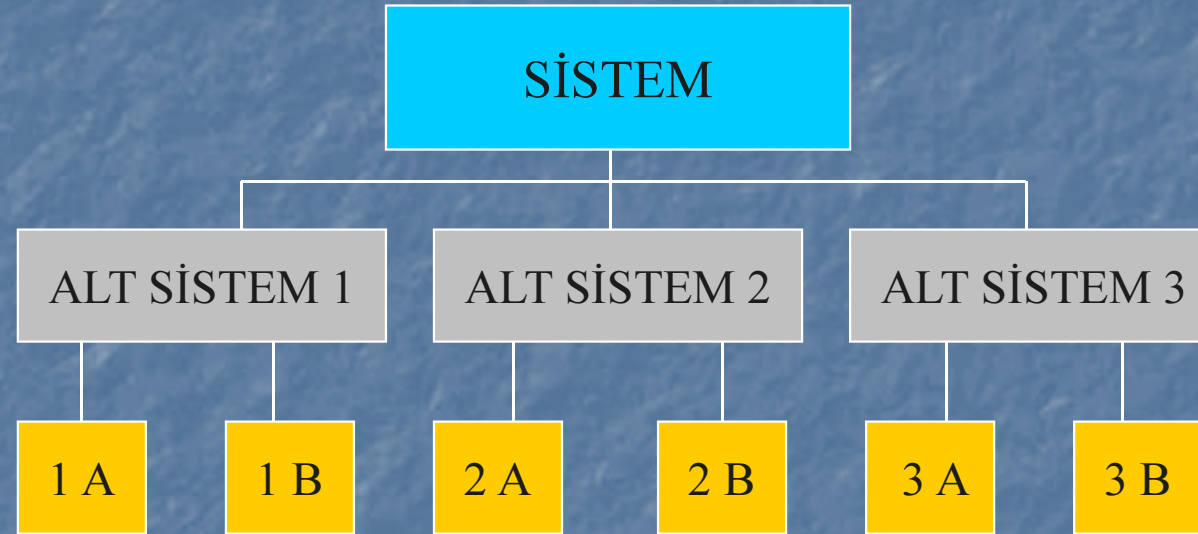 SİSTEM
ALT SİSTEM 1
ALT SİSTEM 2
ALT SİSTEM 3
1 A
1 B
2 A
2 B
3 A
3 B